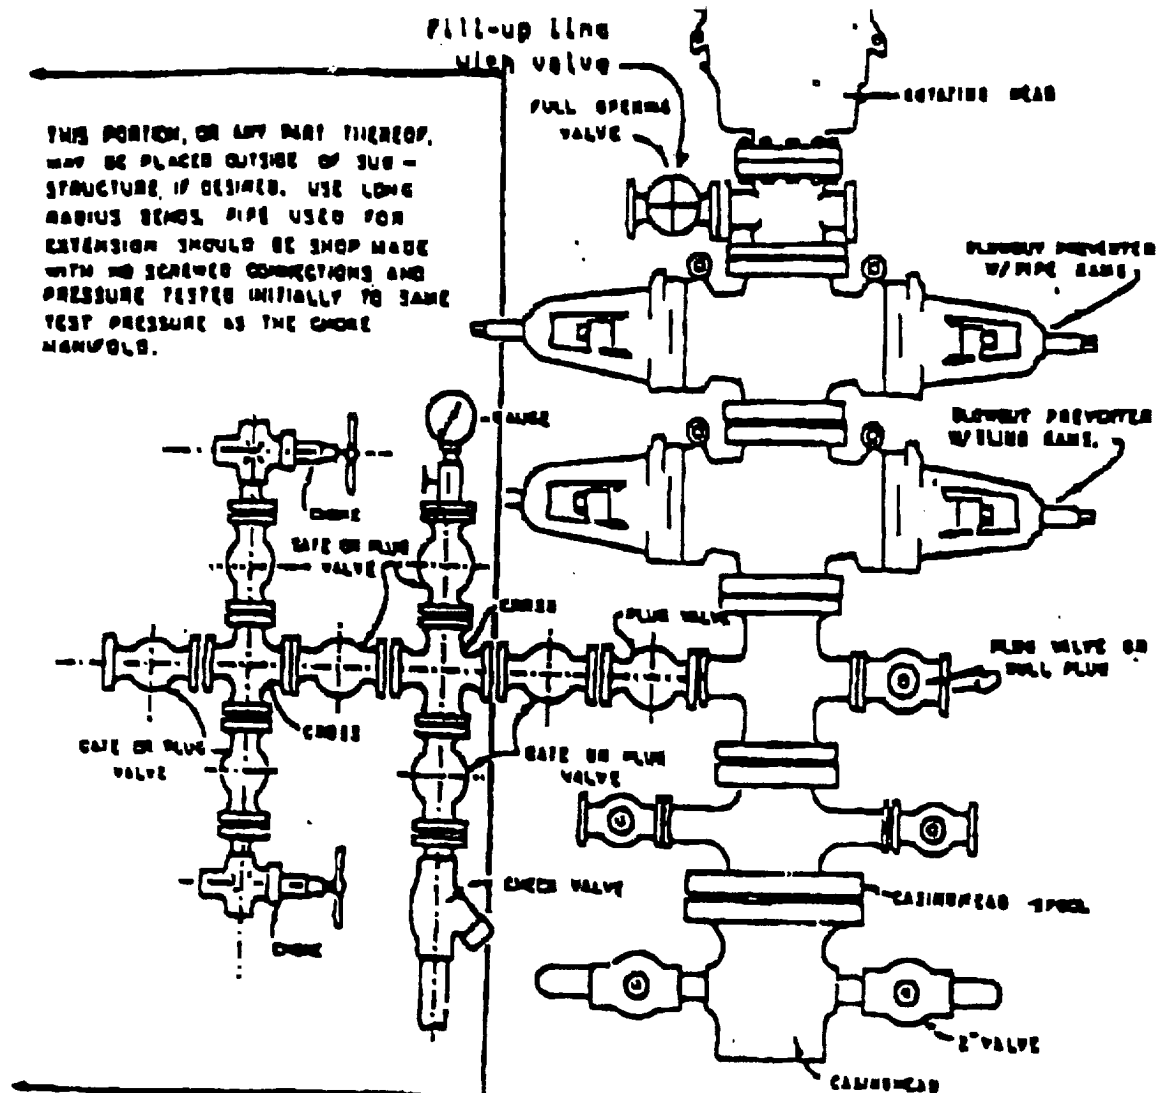 Fill-up line
with valve
FULL OPENING
VALVE
ROTATING HEAD
THIS PORTION, OR ANY PART THEREOF,
MAY BE PLACED OUTSIDE OF SUB-
STRUCTURE, IF DESIRED. USE LONG
RADIUS BENDS. PIPE USED FOR
EXTENSION SHOULD BE SHOP MADE
WITH NO SCREWED CONNECTIONS AND
PRESSURE TESTED INITIALLY TO SAME
TEST PRESSURE AS THE CHOKE
MANIFOLD.
BLOWOUT PREVENTER
W/PIPE RAMS
BLOWOUT PREVENTER
W/BLIND RAMS.
GAUGE
CHOKE
GATE OR PLUG
VALVE
CROSS
PLUG VALVE
PLUG VALVE OR
BULL PLUG
CROSS
GATE OR PLUG
VALVE
GATE OR PLUG
VALVE
CHECK VALVE
CASINGHEAD SPOOL
CHOKE
2" VALVE
CASINGHEAD